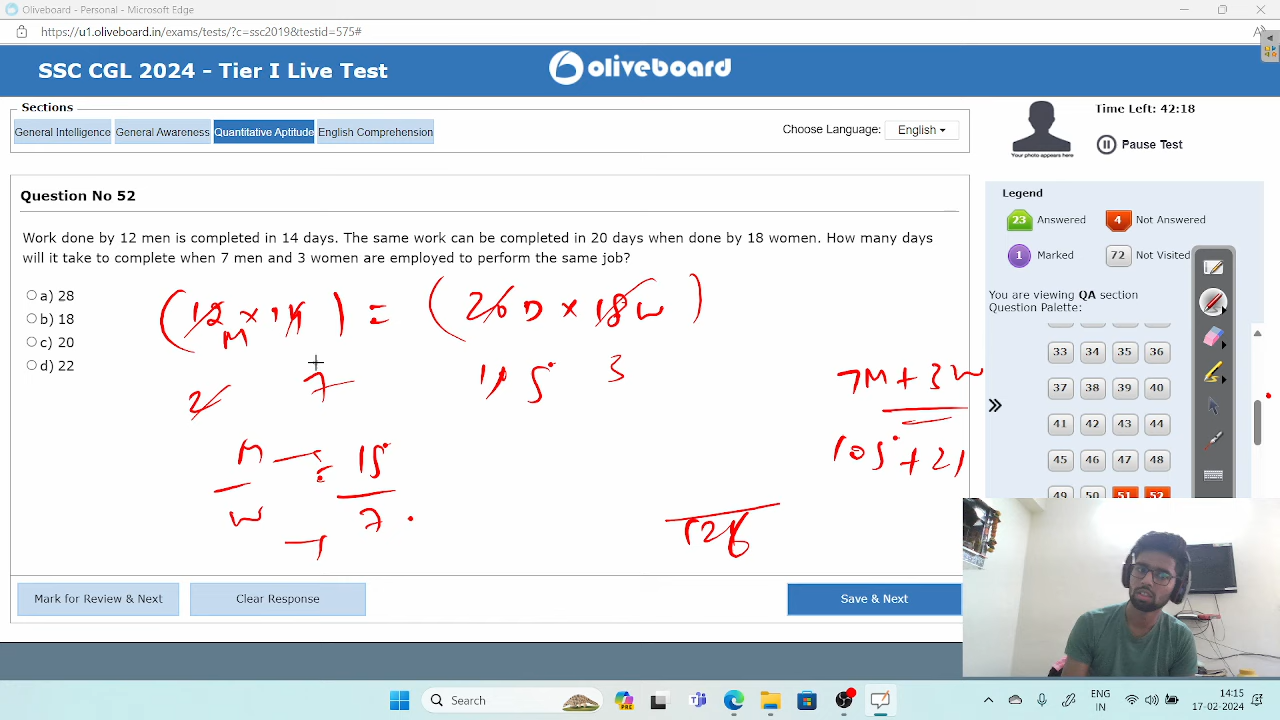 Oliveboard - Personal - Microsoft Edge
https://u1.oliveboard.in/exams/tests/?c=ssc2019&testid=575#
SSC CGL 2024 - Tier I Live Test
oliveboard
Sections
General Intelligence General Awareness Quantitative Aptitude English Comprehension
Choose Language: English
Time Left: 42:18
Your photo appears here
Pause Test
Question No 52
Work done by 12 men is completed in 14 days. The same work can be completed in 20 days when done by 18 women. How many days
will it take to complete when 7 men and 3 women are employed to perform the same job?
a) 28
b) 18
c) 20
d) 22
(12 M × 14) = (20 D × 18 W)
2 7 15 3
M = 15
W 7
7M + 3W
105 + 21
126
Legend
23 Answered 4 Not Answered
1 Marked 72 Not Visited
You are viewing QA section
Question Palette:
33 34 35 36
37 38 39 40
41 42 43 44
45 46 47 48
49 50 51 52
Mark for Review & Next
Clear Response
Save & Next
Search
ENG
IN
14:15
17-02-2024